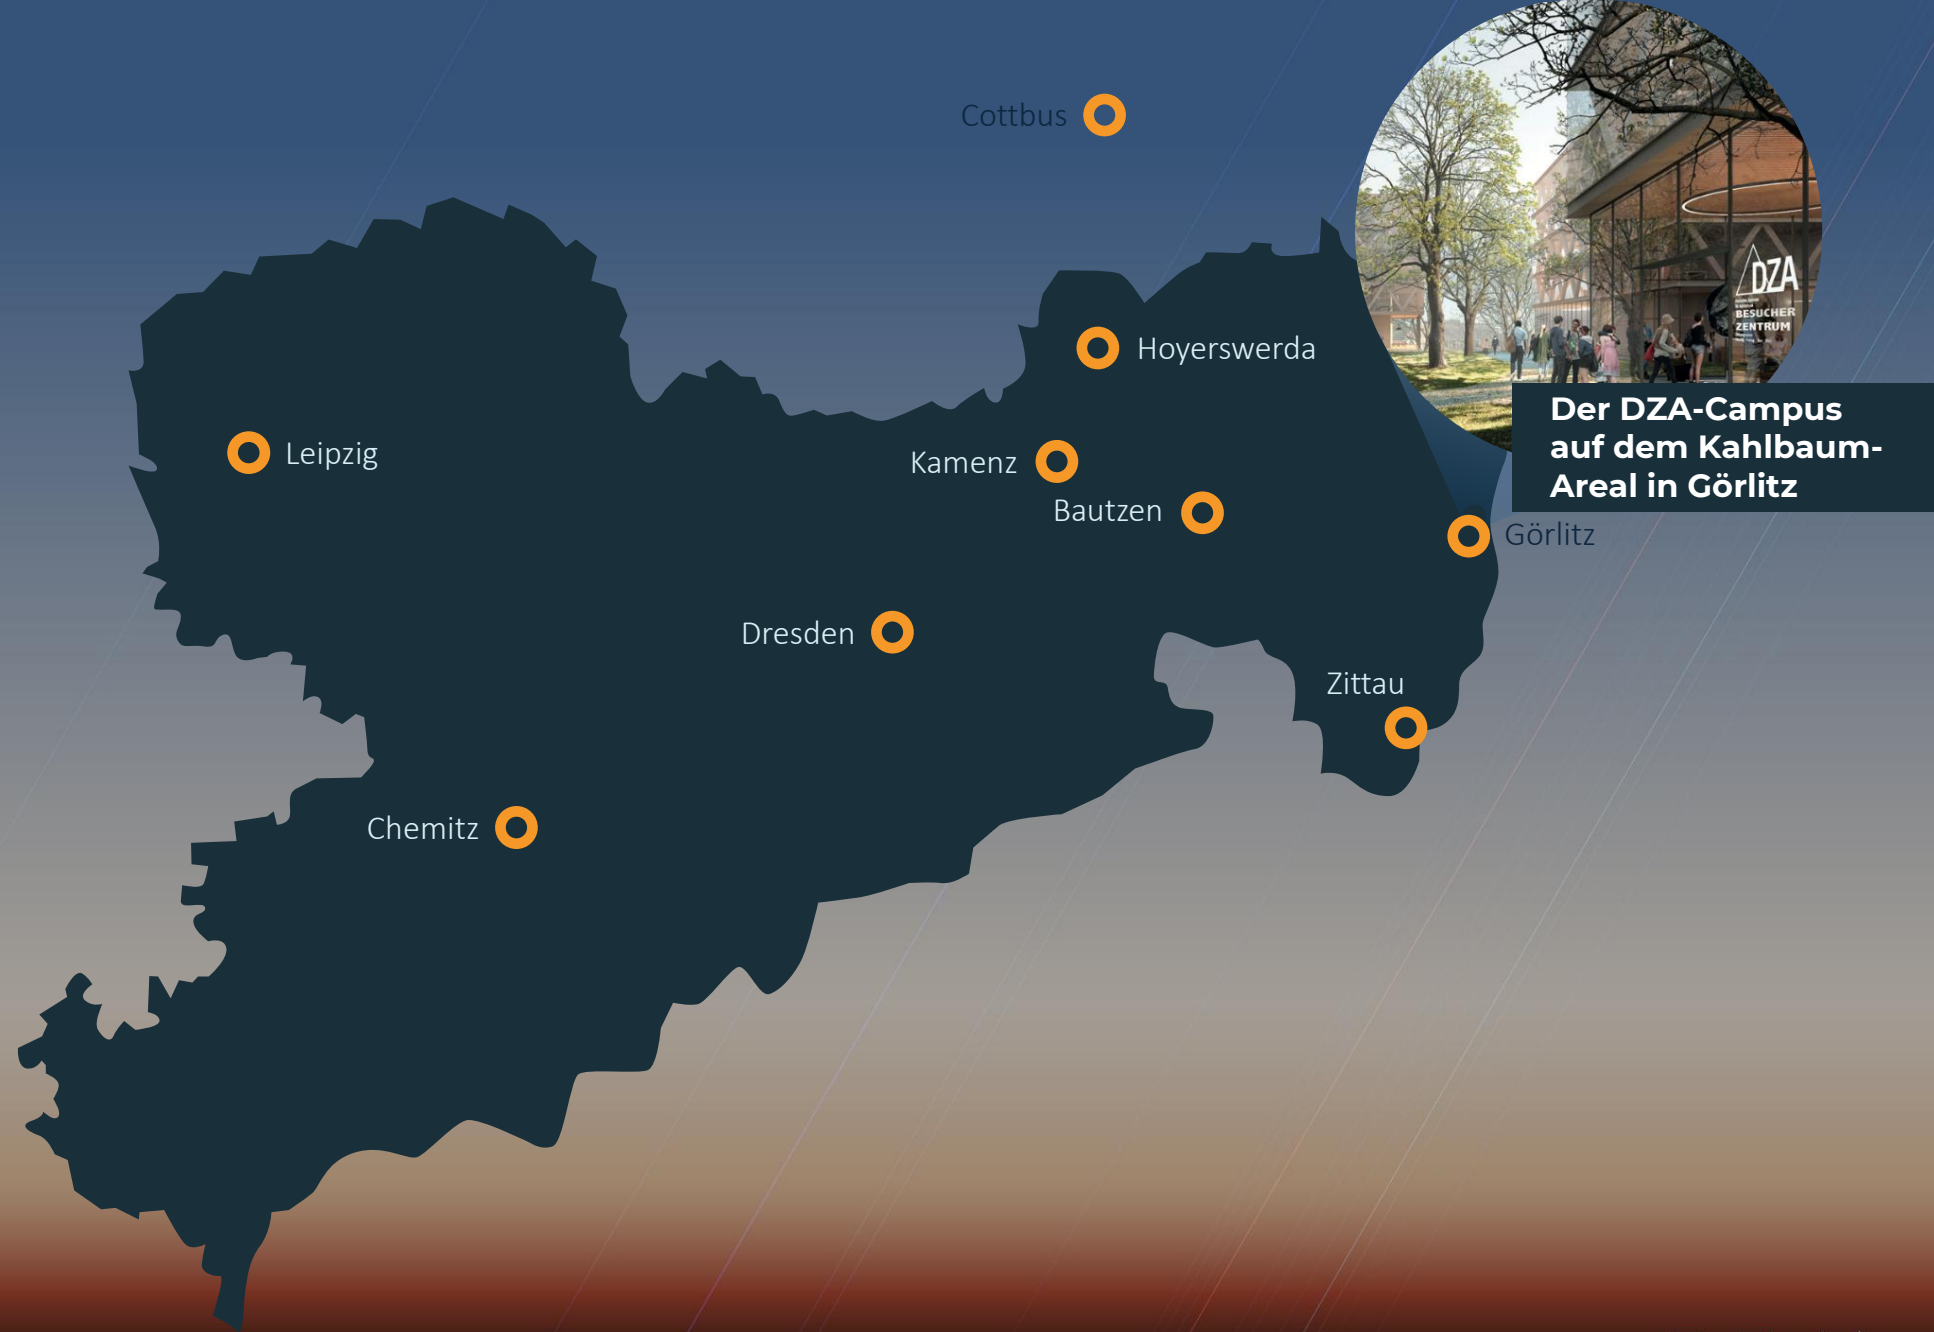 Cottbus
DZA
BESUCHER
ZENTRUM
Hoyerswerda
Der DZA-Campus
auf dem Kahlbaum-
Areal in Görlitz
Leipzig
Kamenz
Bautzen
Görlitz
Dresden
Zittau
Chemitz